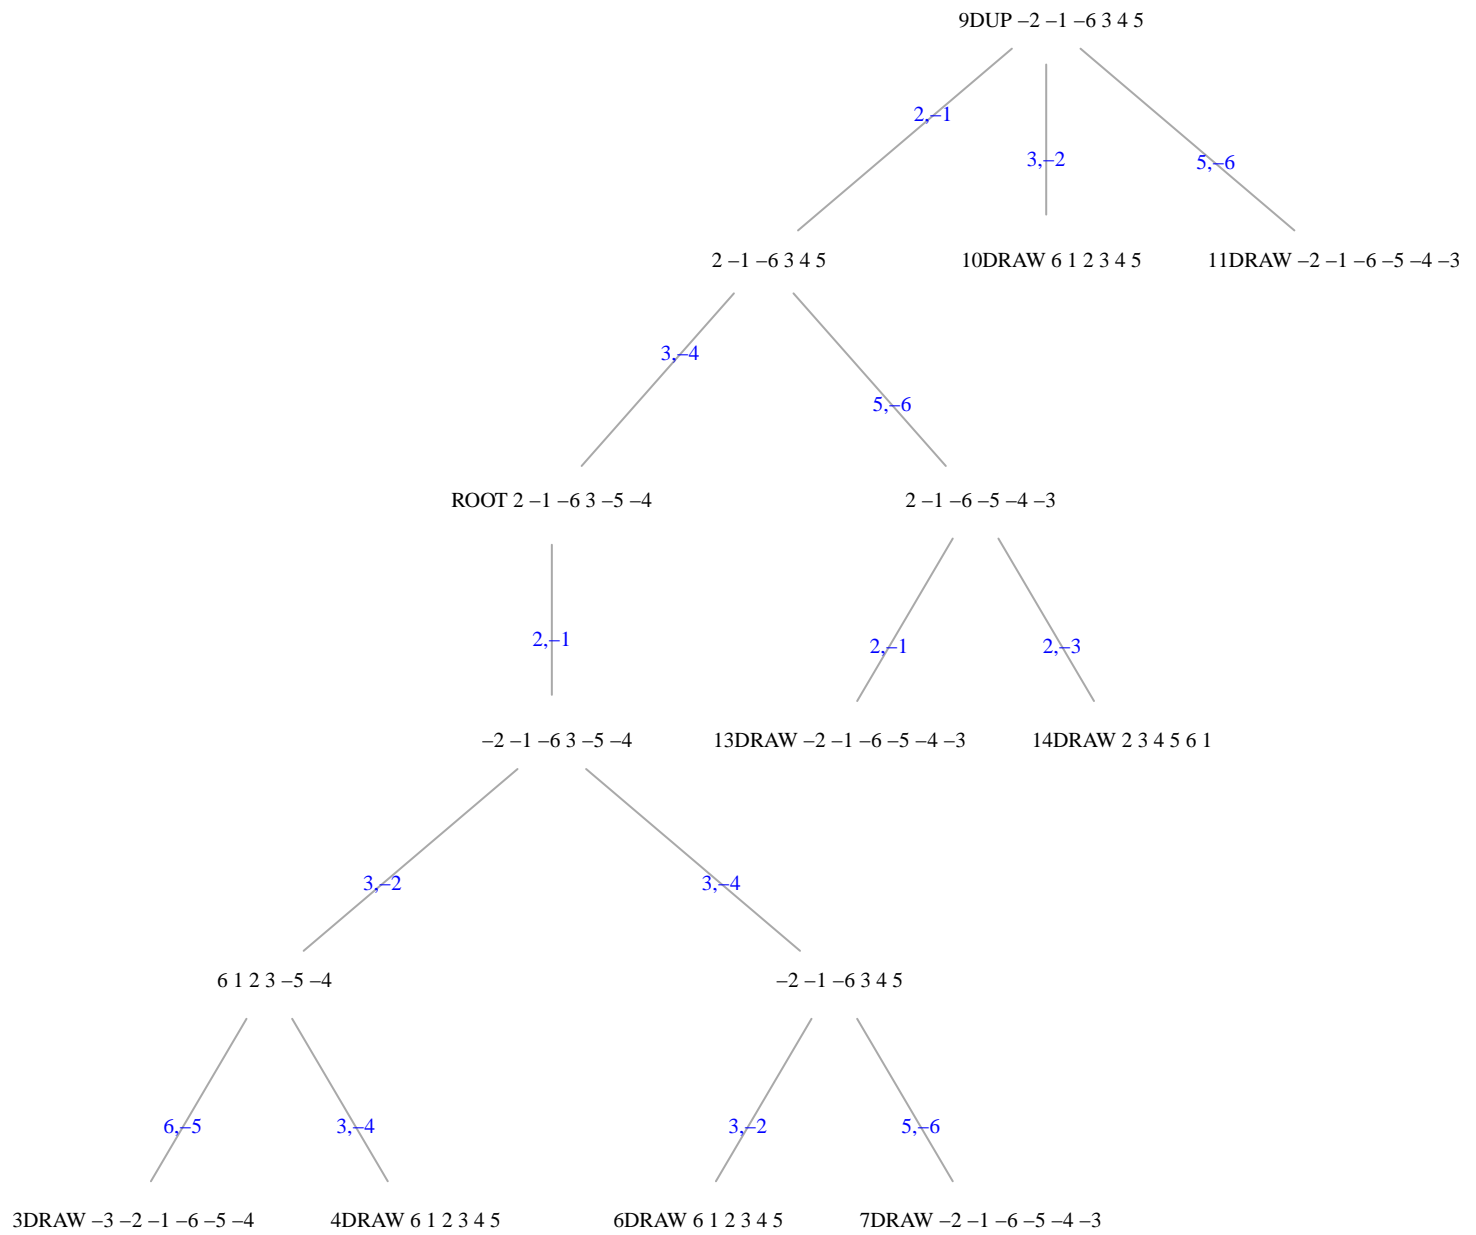 9DUP –2 –1 –6 3 4 5
2,–1
3,–2
5,–6
2 –1 –6 3 4 5
10DRAW 6 1 2 3 4 5
11DRAW –2 –1 –6 –5 –4 –3
3,–4
5,–6
ROOT 2 –1 –6 3 –5 –4
2 –1 –6 –5 –4 –3
2,–1
2,–1
2,–3
–2 –1 –6 3 –5 –4
13DRAW –2 –1 –6 –5 –4 –3
14DRAW 2 3 4 5 6 1
3,–2
3,–4
6 1 2 3 –5 –4
–2 –1 –6 3 4 5
6,–5
3,–4
3,–2
5,–6
3DRAW –3 –2 –1 –6 –5 –4
4DRAW 6 1 2 3 4 5
6DRAW 6 1 2 3 4 5
7DRAW –2 –1 –6 –5 –4 –3